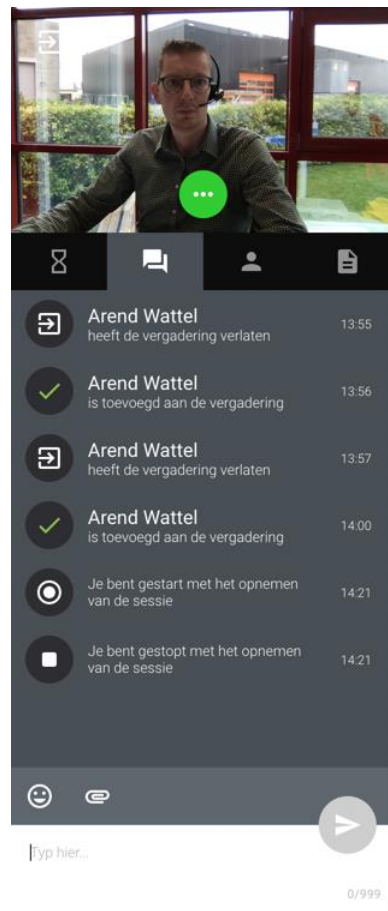 Arend Wattel
heeft de vergadering verlaten
13:55
Arend Wattel
is toevoegd aan de vergadering
13:56
Arend Wattel
heeft de vergadering verlaten
13:57
Arend Wattel
is toevoegd aan de vergadering
14:00
Je bent gestart met het opnemen
van de sessie
14:21
Je bent gestopt met het opnemen
van de sessie
14:21
Typ hier...
0/999